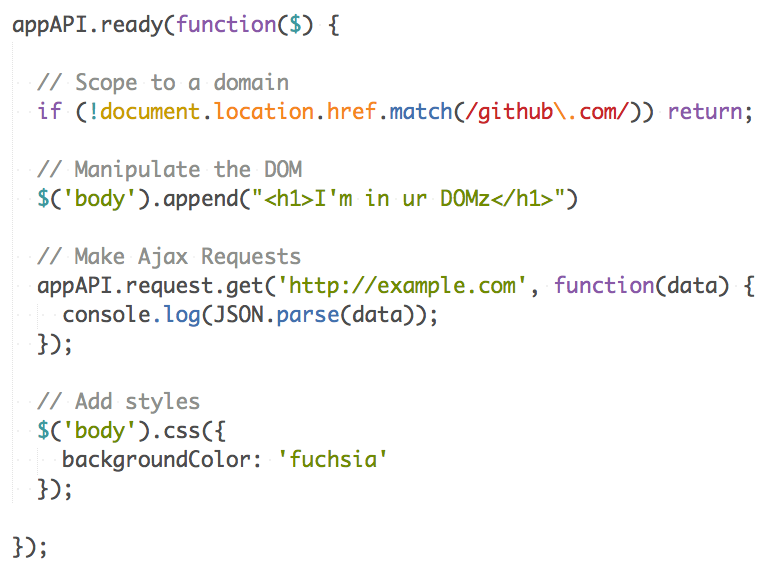 appAPI.ready(function($) {
// Scope to a domain
if (!document.location.href.match(/github\.com/)) return;
// Manipulate the DOM
$('body').append("<h1>I'm in ur DOMz</h1>")
// Make Ajax Requests
appAPI.request.get('http://example.com', function(data) {
console.log(JSON.parse(data));
});
// Add styles
$('body').css({
backgroundColor: 'fuchsia'
});
});